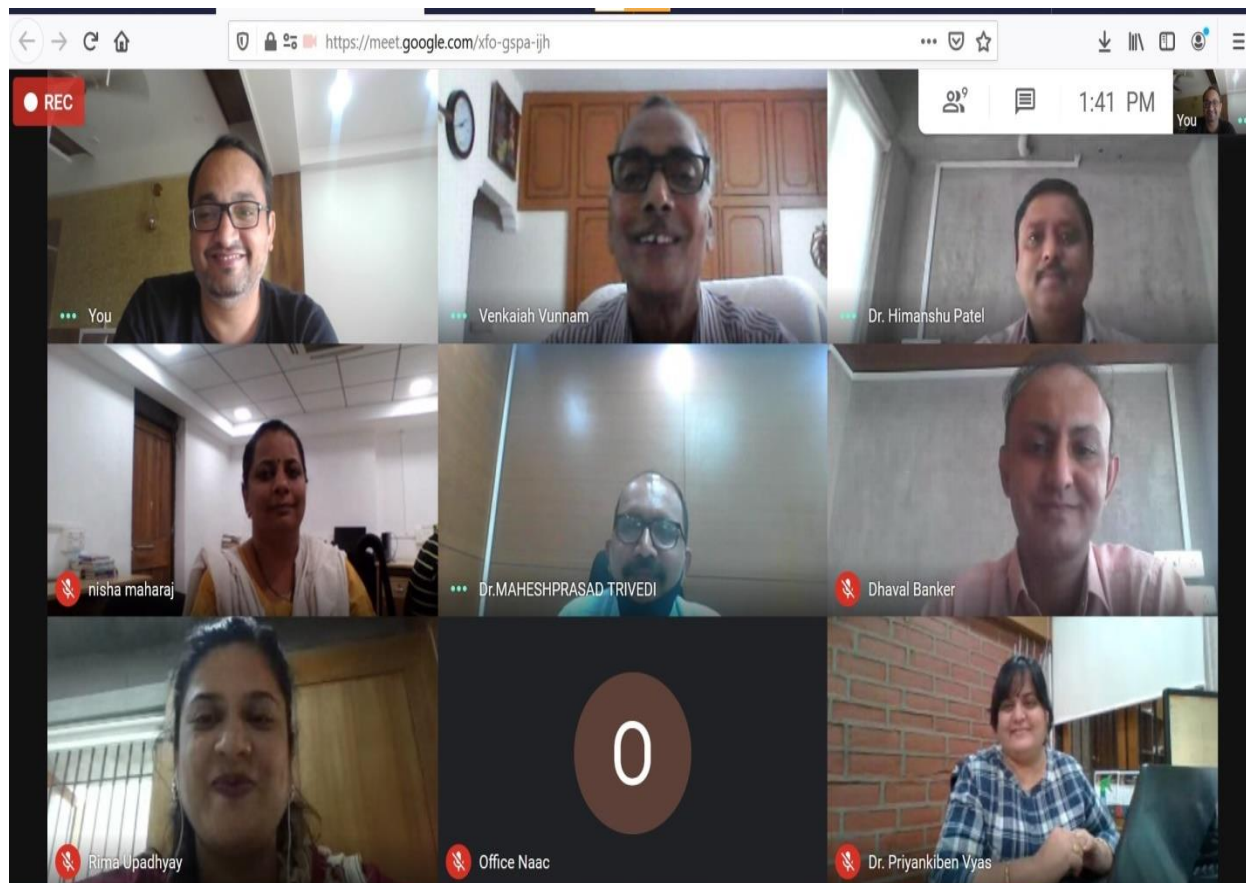 https://meet.google.com/xfo-gspa-ijh
REC
9
1:41 PM
You
You
Venkaiah Vunnam
Dr. Himanshu Patel
nisha maharaj
Dr.MAHESHPRASAD TRIVEDI
Dhaval Banker
O
Rima Upadhyay
Office Naac
Dr. Priyankiben Vyas